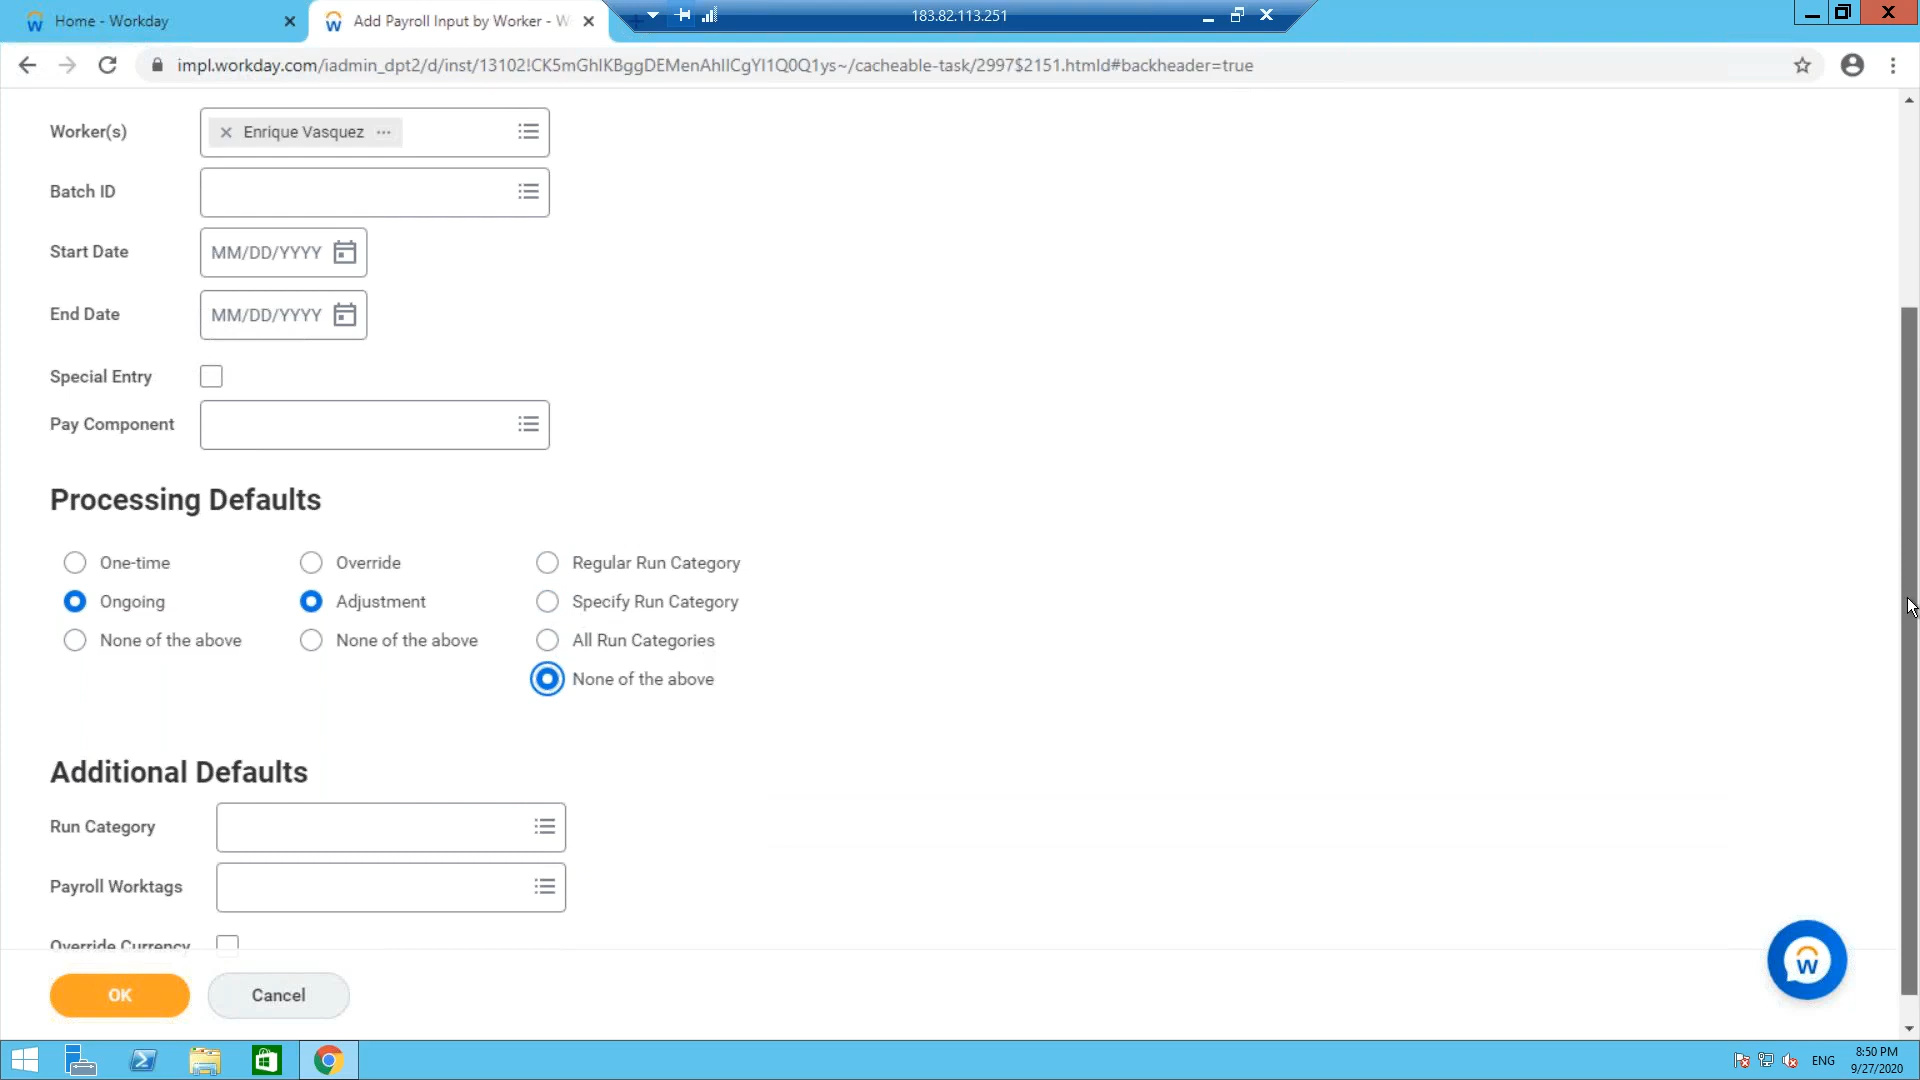 Home - Workday
Add Payroll Input by Worker - W
183.82.113.251
impl.workday.com/iadmin_dpt2/d/inst/13102!CK5mGhIKBggDEMenAhIICgYI1Q0Q1ys~/cacheable-task/2997$2151.htmld#backheader=true
Worker(s)
Enrique Vasquez
Batch ID
Start Date
MM/DD/YYYY
End Date
MM/DD/YYYY
Special Entry
Pay Component
Processing Defaults
One-time Override Regular Run Category
Ongoing Adjustment Specify Run Category
None of the above None of the above All Run Categories
None of the above
Additional Defaults
Run Category
Payroll Worktags
Override Currency
OK Cancel
ENG
8:50 PM
9/27/2020